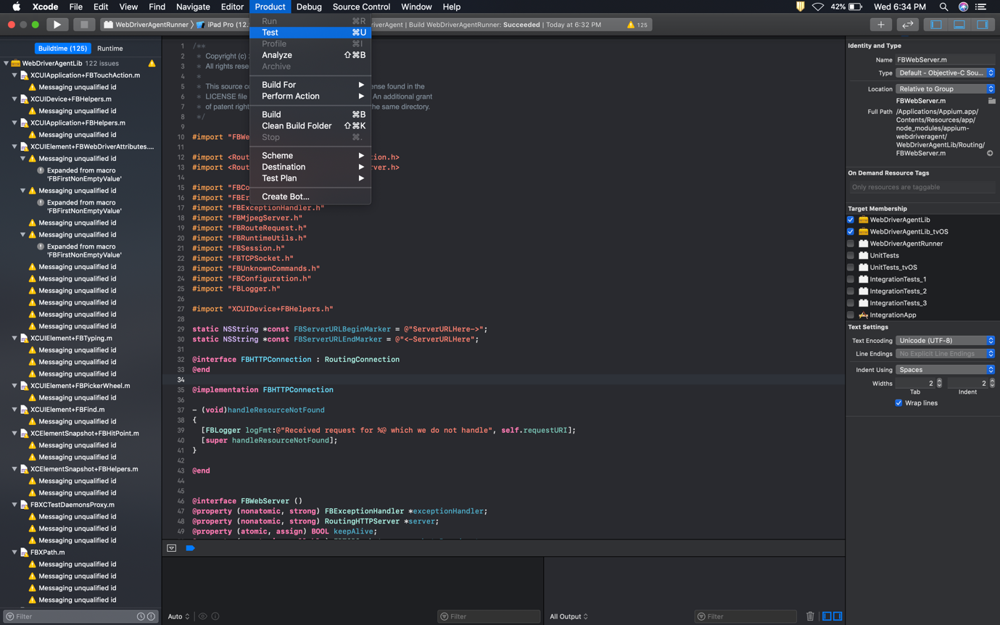 Xcode File Edit View Find Navigate Editor Product Debug Source Control Window Help 42% Wed 6:34 PM
WebDriverAgentRunner iPad Pro (12. Build WebDriverAgentRunner: Succeeded | Today at 6:32 PM 125
Run ⌘R
Test ⌘U
Profile ⌘I
Analyze ⇧⌘B
Archive
Build For
Perform Action
Build ⌘B
Clean Build Folder ⇧⌘K
Stop ⌘.
Scheme
Destination
Test Plan
Create Bot...
Buildtime (125) Runtime
WebDriverAgentLib 122 issues
XCUIApplication+FBTouchAction.m
Messaging unqualified id
XCUIDevice+FBHelpers.m
Messaging unqualified id
XCUIApplication+FBHelpers.m
Messaging unqualified id
XCUIElement+FBWebDriverAttributes....
Messaging unqualified id
Expanded from macro
'FBFirstNonEmptyValue'
Messaging unqualified id
Expanded from macro
'FBFirstNonEmptyValue'
Messaging unqualified id
Messaging unqualified id
Expanded from macro
'FBFirstNonEmptyValue'
Messaging unqualified id
Messaging unqualified id
Messaging unqualified id
Messaging unqualified id
Messaging unqualified id
Messaging unqualified id
XCUIElement+FBTyping.m
Messaging unqualified id
Messaging unqualified id
Messaging unqualified id
XCUIElement+FBPickerWheel.m
Messaging unqualified id
XCUIElement+FBFind.m
Messaging unqualified id
XCElementSnapshot+FBHitPoint.m
Messaging unqualified id
Messaging unqualified id
XCElementSnapshot+FBHelpers.m
Messaging unqualified id
Messaging unqualified id
FBXCTestDaemonsProxy.m
Messaging unqualified id
Messaging unqualified id
Messaging unqualified id
FBXPath.m
Messaging unqualified id
Messaging unqualified id
Messaging unqualified id
Messaging unqualified id
Filter
1 /**
2 * Copyright (c)
3 * All rights rese
4 *
5 * This source co ense found in the
6 * LICENSE file An additional grant
7 * of patent right the same directory.
8 */
9
10 #import "FBWe
11
12 #import <Rout tion.h>
13 #import <Rout ver.h>
14
15 #import "FBCo
16 #import "FBEr
17 #import "FBExceptionHandler.h"
18 #import "FBMjpegServer.h"
19 #import "FBRouteRequest.h"
20 #import "FBRuntimeUtils.h"
21 #import "FBSession.h"
22 #import "FBTCPSocket.h"
23 #import "FBUnknownCommands.h"
24 #import "FBConfiguration.h"
25 #import "FBLogger.h"
26
27 #import "XCUIDevice+FBHelpers.h"
28
29 static NSString *const FBServerURLBeginMarker = @"ServerURLHere->";
30 static NSString *const FBServerURLEndMarker = @"<-ServerURLHere";
31
32 @interface FBHTTPConnection : RoutingConnection
33 @end
34
35 @implementation FBHTTPConnection
36
37 - (void)handleResourceNotFound
38 {
39 [FBLogger logFmt:@"Received request for %@ which we do not handle", self.requestURI];
40 [super handleResourceNotFound];
41 }
42
43 @end
44
45
46 @interface FBWebServer ()
47 @property (nonatomic, strong) FBExceptionHandler *exceptionHandler;
48 @property (nonatomic, strong) RoutingHTTPServer *server;
49 @property (atomic, assign) BOOL keepAlive;
Auto Filter All Output Filter
Identity and Type
Name FBWebServer.m
Type Default - Objective-C Sou...
Location Relative to Group
FBWebServer.m
Full Path /Applications/Appium.app/
Contents/Resources/app/
node_modules/appium-
webdriveragent/
WebDriverAgentLib/Routing/
FBWebServer.m
On Demand Resource Tags
Only resources are taggable
Target Membership
WebDriverAgentLib
WebDriverAgentLib_tvOS
WebDriverAgentRunner
UnitTests
UnitTests_tvOS
IntegrationTests_1
IntegrationTests_2
IntegrationTests_3
IntegrationApp
Text Settings
Text Encoding Unicode (UTF-8)
Line Endings No Explicit Line Endings
Indent Using Spaces
Widths 2 2
Tab Indent
Wrap lines